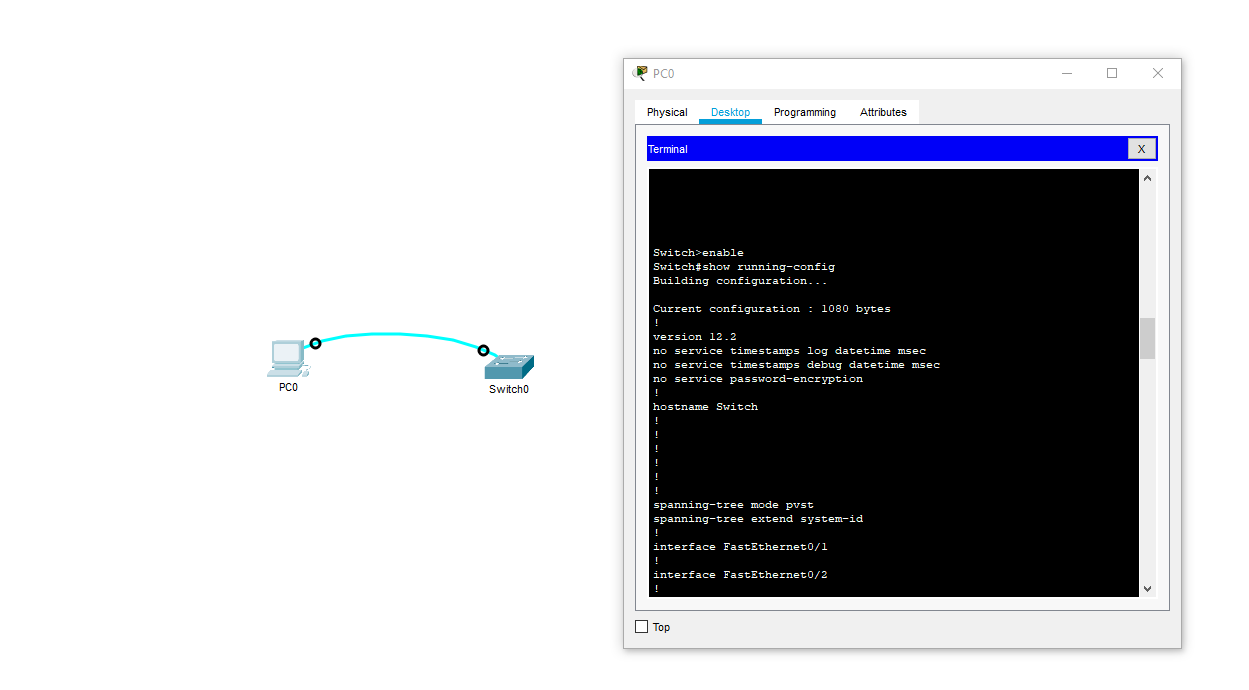 PC0
Switch0
PC0
Physical Desktop Programming Attributes
Terminal X
Switch>enable
Switch#show running-config
Building configuration...
Current configuration : 1080 bytes
!
version 12.2
no service timestamps log datetime msec
no service timestamps debug datetime msec
no service password-encryption
!
hostname Switch
!
!
!
!
!
!
spanning-tree mode pvst
spanning-tree extend system-id
!
interface FastEthernet0/1
!
interface FastEthernet0/2
!
Top